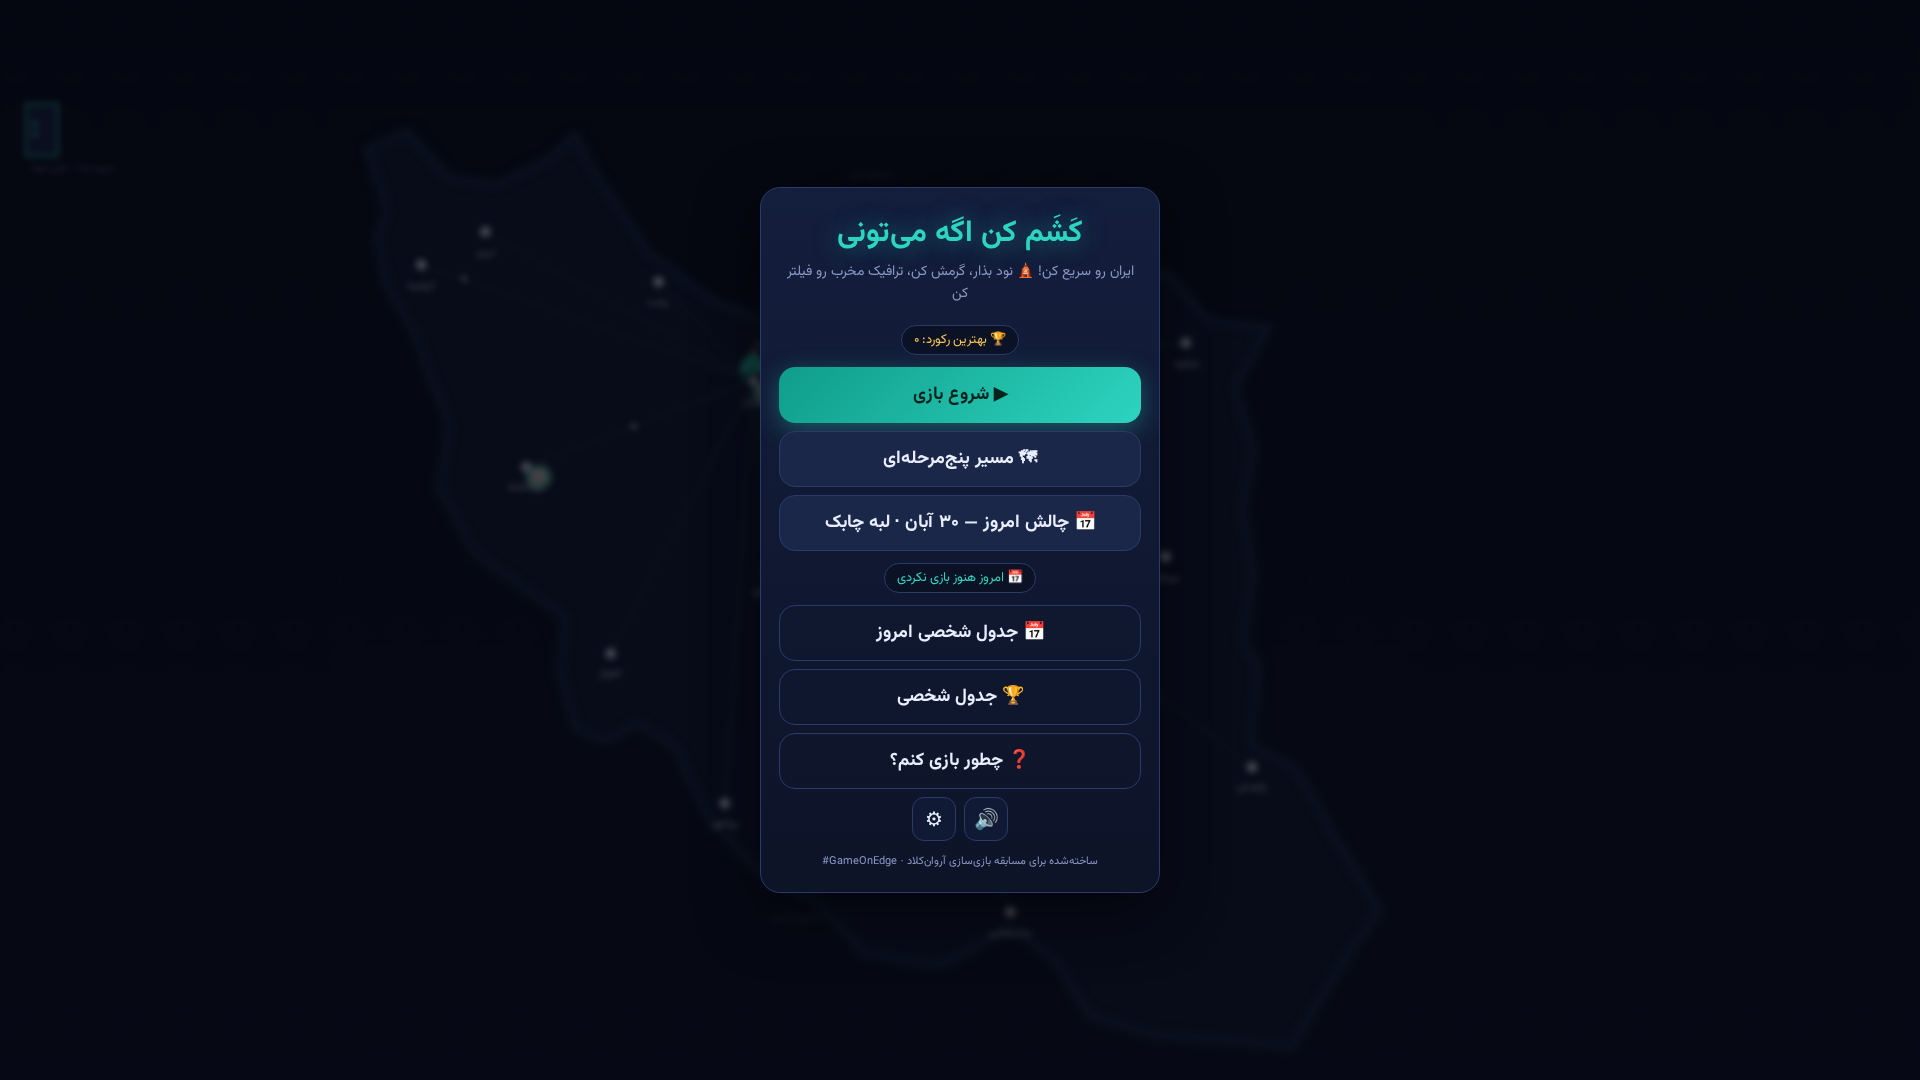 کَشَم کن اگه می‌تونی
ایران رو سریع کن! 🛕 نود بذار، گرمش کن، ترافیک مخرب رو فیلتر
کن
🏆 بهترین رکورد: ۰
▶ شروع بازی
🗺 مسیر پنج‌مرحله‌ای
📅 چالش امروز — ۳۰ آبان · لبه چابک
📅 امروز هنوز بازی نکردی
📅 جدول شخصی امروز
🏆 جدول شخصی
❓ چطور بازی کنم؟
ساخته‌شده برای مسابقه بازی‌سازی آروان‌کلاد · #GameOnEdge